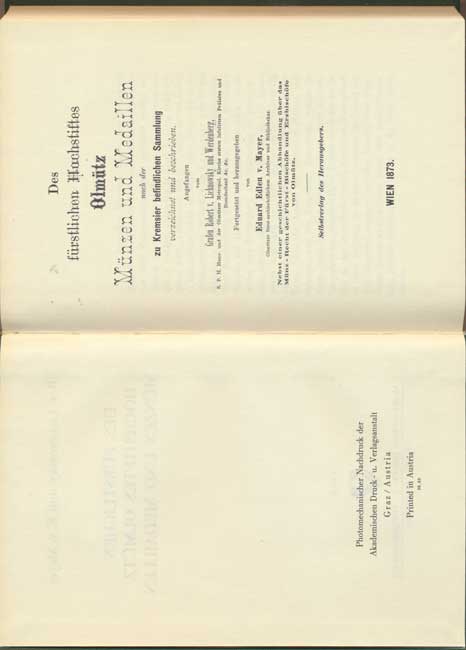 Photomechanischer Nachdruck der
Akademischen Druck- u. Verlagsanstalt
Graz / Austria
Printed in Austria
Des
fürstlichen Hochstiftes
Olmütz
Münzen und Medaillen
nach der
zu Kremsier befindlichen Sammlung
verzeichnet und beschrieben.
Angefangen
von
Grafen Robert v. Lichnowsky und Werdenberg,
Fortgesetzt und herausgegeben
von
Eduard Edlen v. Mayer,
Nebst einer geschichtlichen Abhandlung über das
Münz-Recht der Fürst-Bischöfe und Erzbischöfe
von Olmütz.
Selbstverlag des Herausgebers.
WIEN 1873.